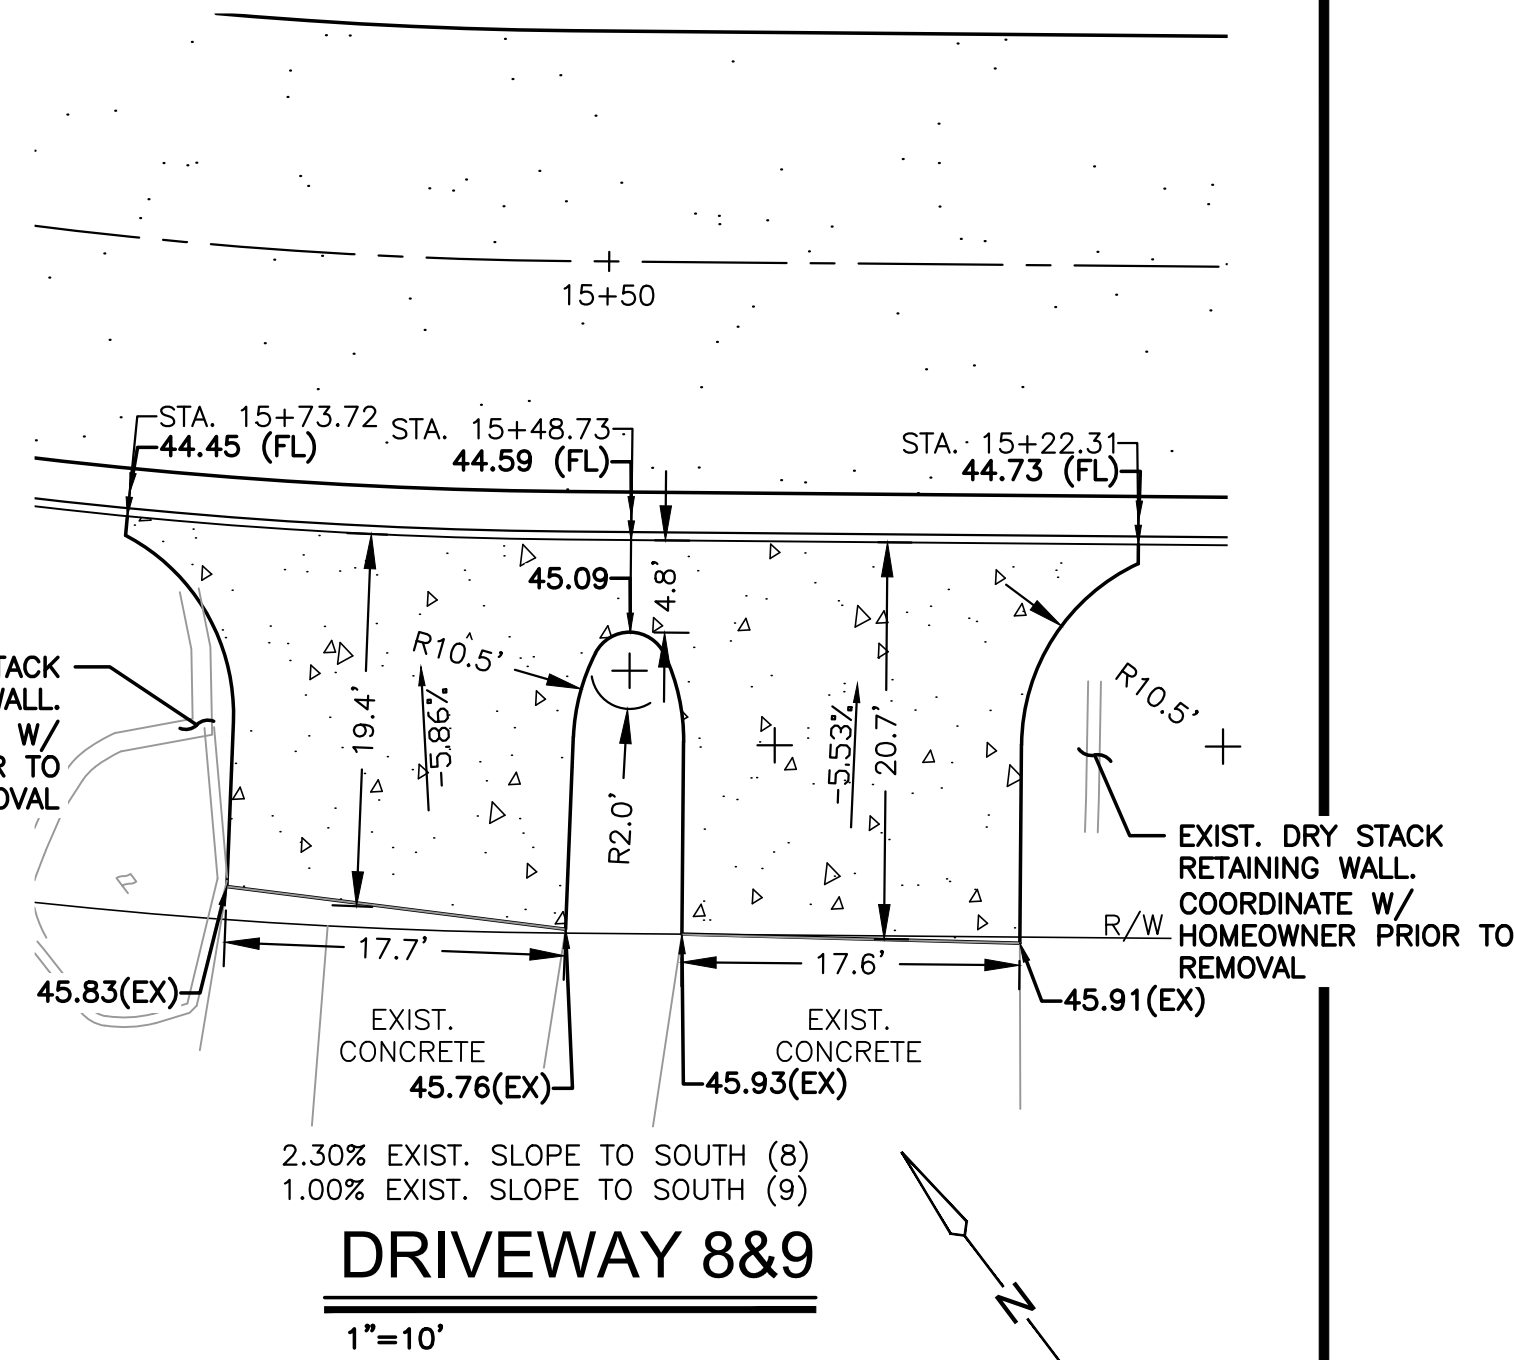 15+50
STA. 15+73.72
44.45 (FL)
STA. 15+48.73
44.59 (FL)
STA. 15+22.31
44.73 (FL)
45.09
4.8'
R10.5'
19.4'
-5.86%
R2.0'
-5.53%
20.7'
R10.5'
TACK
WALL.
W/
R TO
OVAL
EXIST. DRY STACK
RETAINING WALL.
COORDINATE W/
HOMEOWNER PRIOR TO
REMOVAL
R/W
17.7'
17.6'
45.83(EX)
45.91(EX)
EXIST.
CONCRETE
EXIST.
CONCRETE
45.76(EX)
45.93(EX)
2.30% EXIST. SLOPE TO SOUTH (8)
1.00% EXIST. SLOPE TO SOUTH (9)
DRIVEWAY 8&9
1"=10'
N